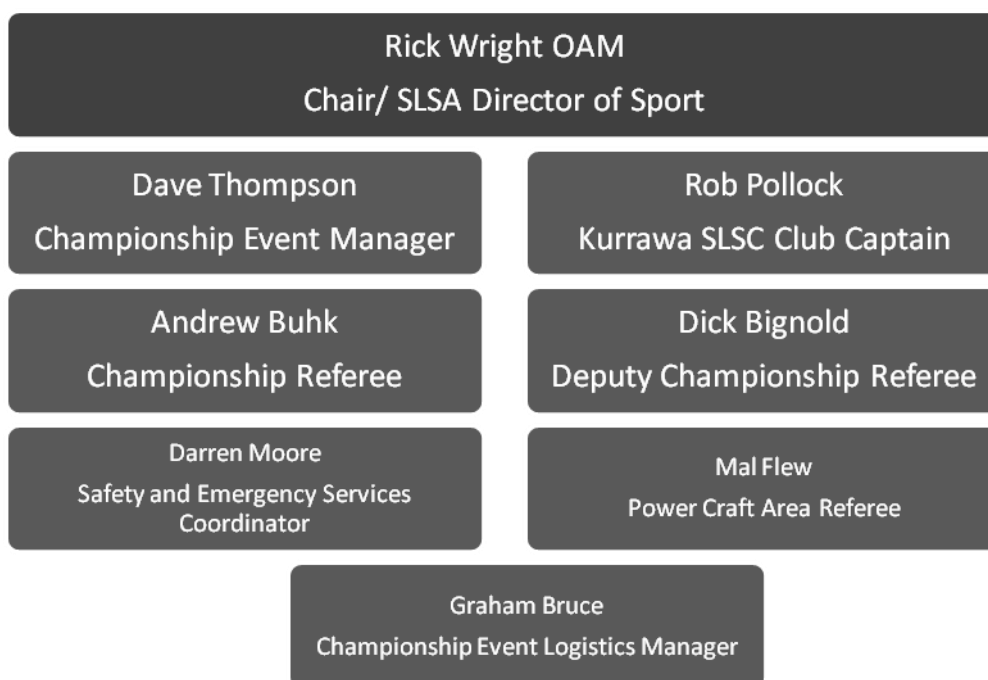 Rick Wright OAM
Chair/ SLSA Director of Sport
Dave Thompson
Championship Event Manager
Rob Pollock
Kurrawa SLSC Club Captain
Andrew Buhk
Championship Referee
Dick Bignold
Deputy Championship Referee
Darren Moore
Safety and Emergency Services
Coordinator
Mal Flew
Power Craft Area Referee
Graham Bruce
Championship Event Logistics Manager